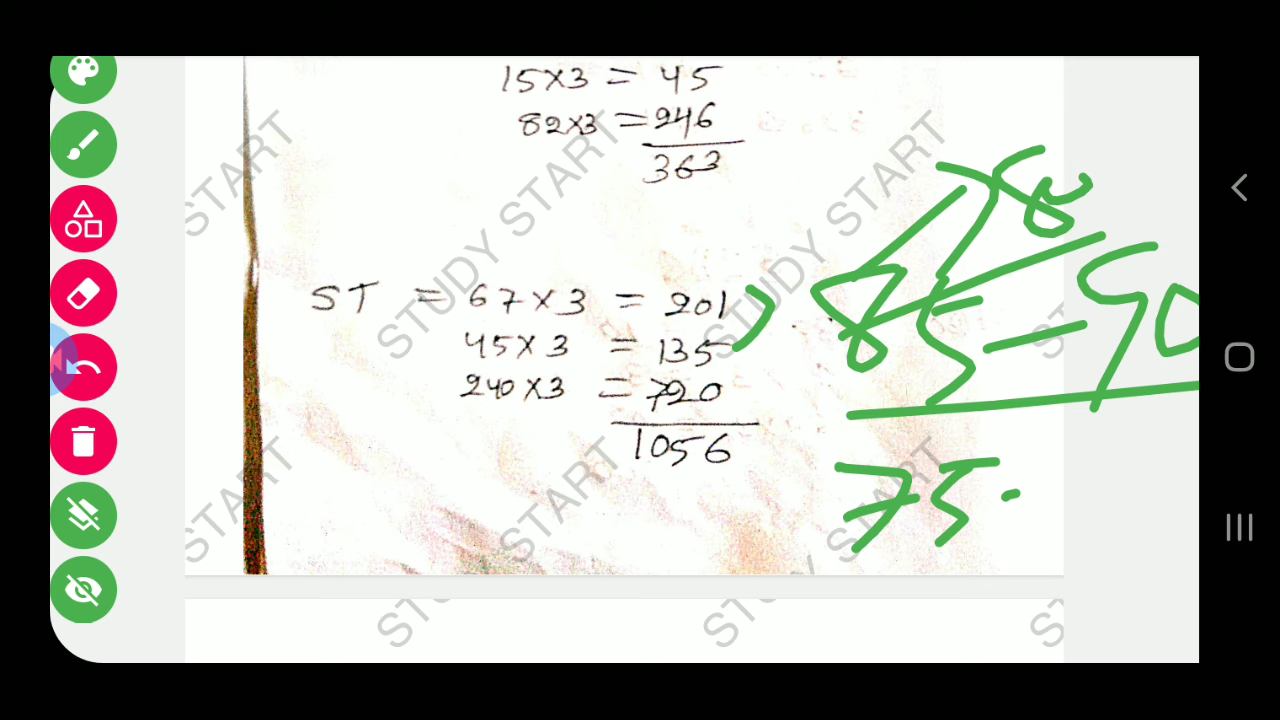 15×3 = 45
82×3 = 246
363
ST = 67×3 = 201
45×3 = 135
240×3 = 720
1056
85 – 90
75.
STUDY START